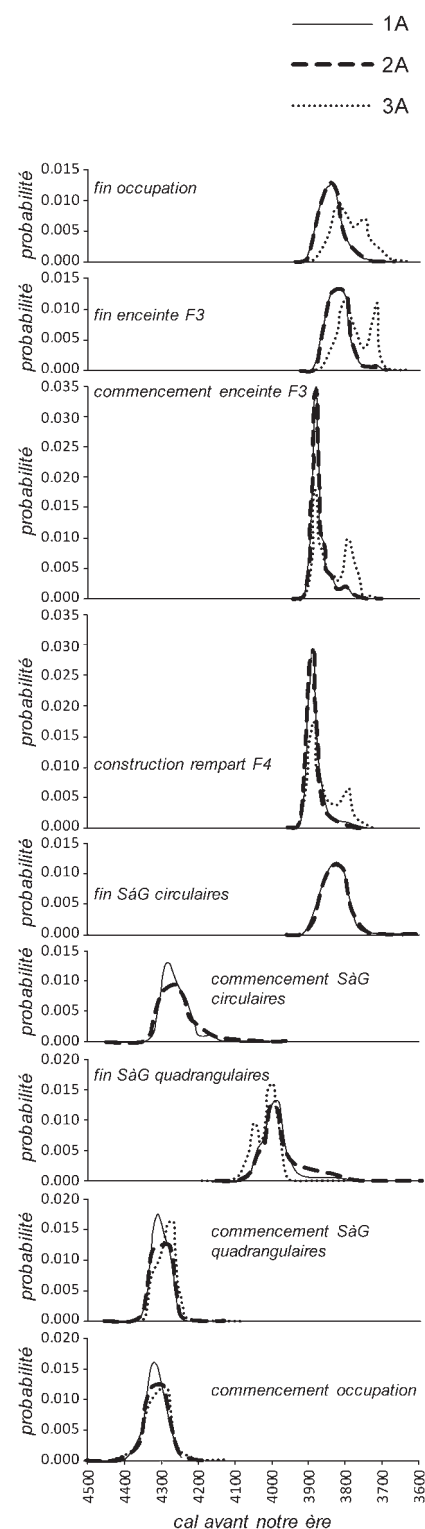 1A
2A
3A
fin occupation
probabilité
0.015
0.010
0.005
0.000
fin enceinte F3
probabilité
0.015
0.010
0.005
0.000
commencement enceinte F3
probabilité
0.035
0.030
0.025
0.020
0.015
0.010
0.005
0.000
construction rempart F4
probabilité
0.035
0.030
0.025
0.020
0.015
0.010
0.005
0.000
fin SàG circulaires
probabilité
0.015
0.010
0.005
0.000
commencement SàG
circulaires
probabilité
0.015
0.010
0.005
0.000
fin SàG quadrangulaires
probabilité
0.020
0.015
0.010
0.005
0.000
commencement SàG
quadrangulaires
probabilité
0.020
0.015
0.010
0.005
0.000
commencement occupation
probabilité
0.020
0.015
0.010
0.005
0.000
4500 4400 4300 4200 4100 4000 3900 3800 3700 3600
cal avant notre ère